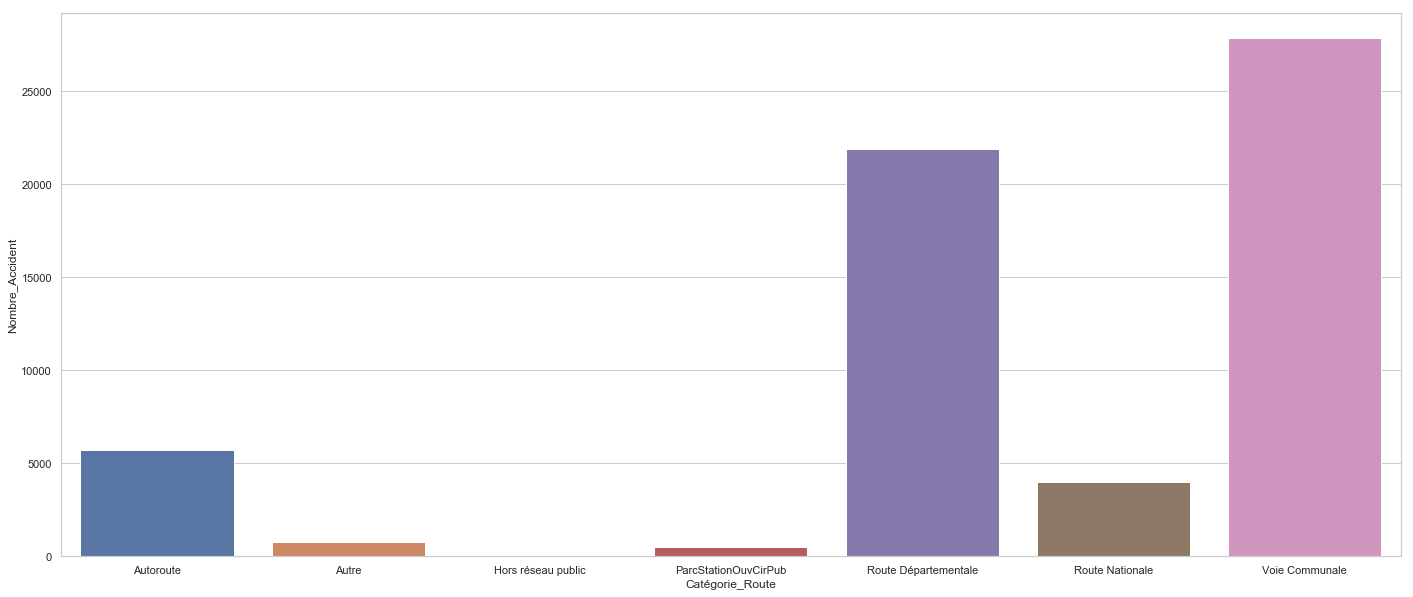 Nombre_Accident
25000
20000
15000
10000
5000
0
Autoroute
Autre
Hors réseau public
ParcStationOuvCirPub
Route Départementale
Route Nationale
Voie Communale
Catégorie_Route